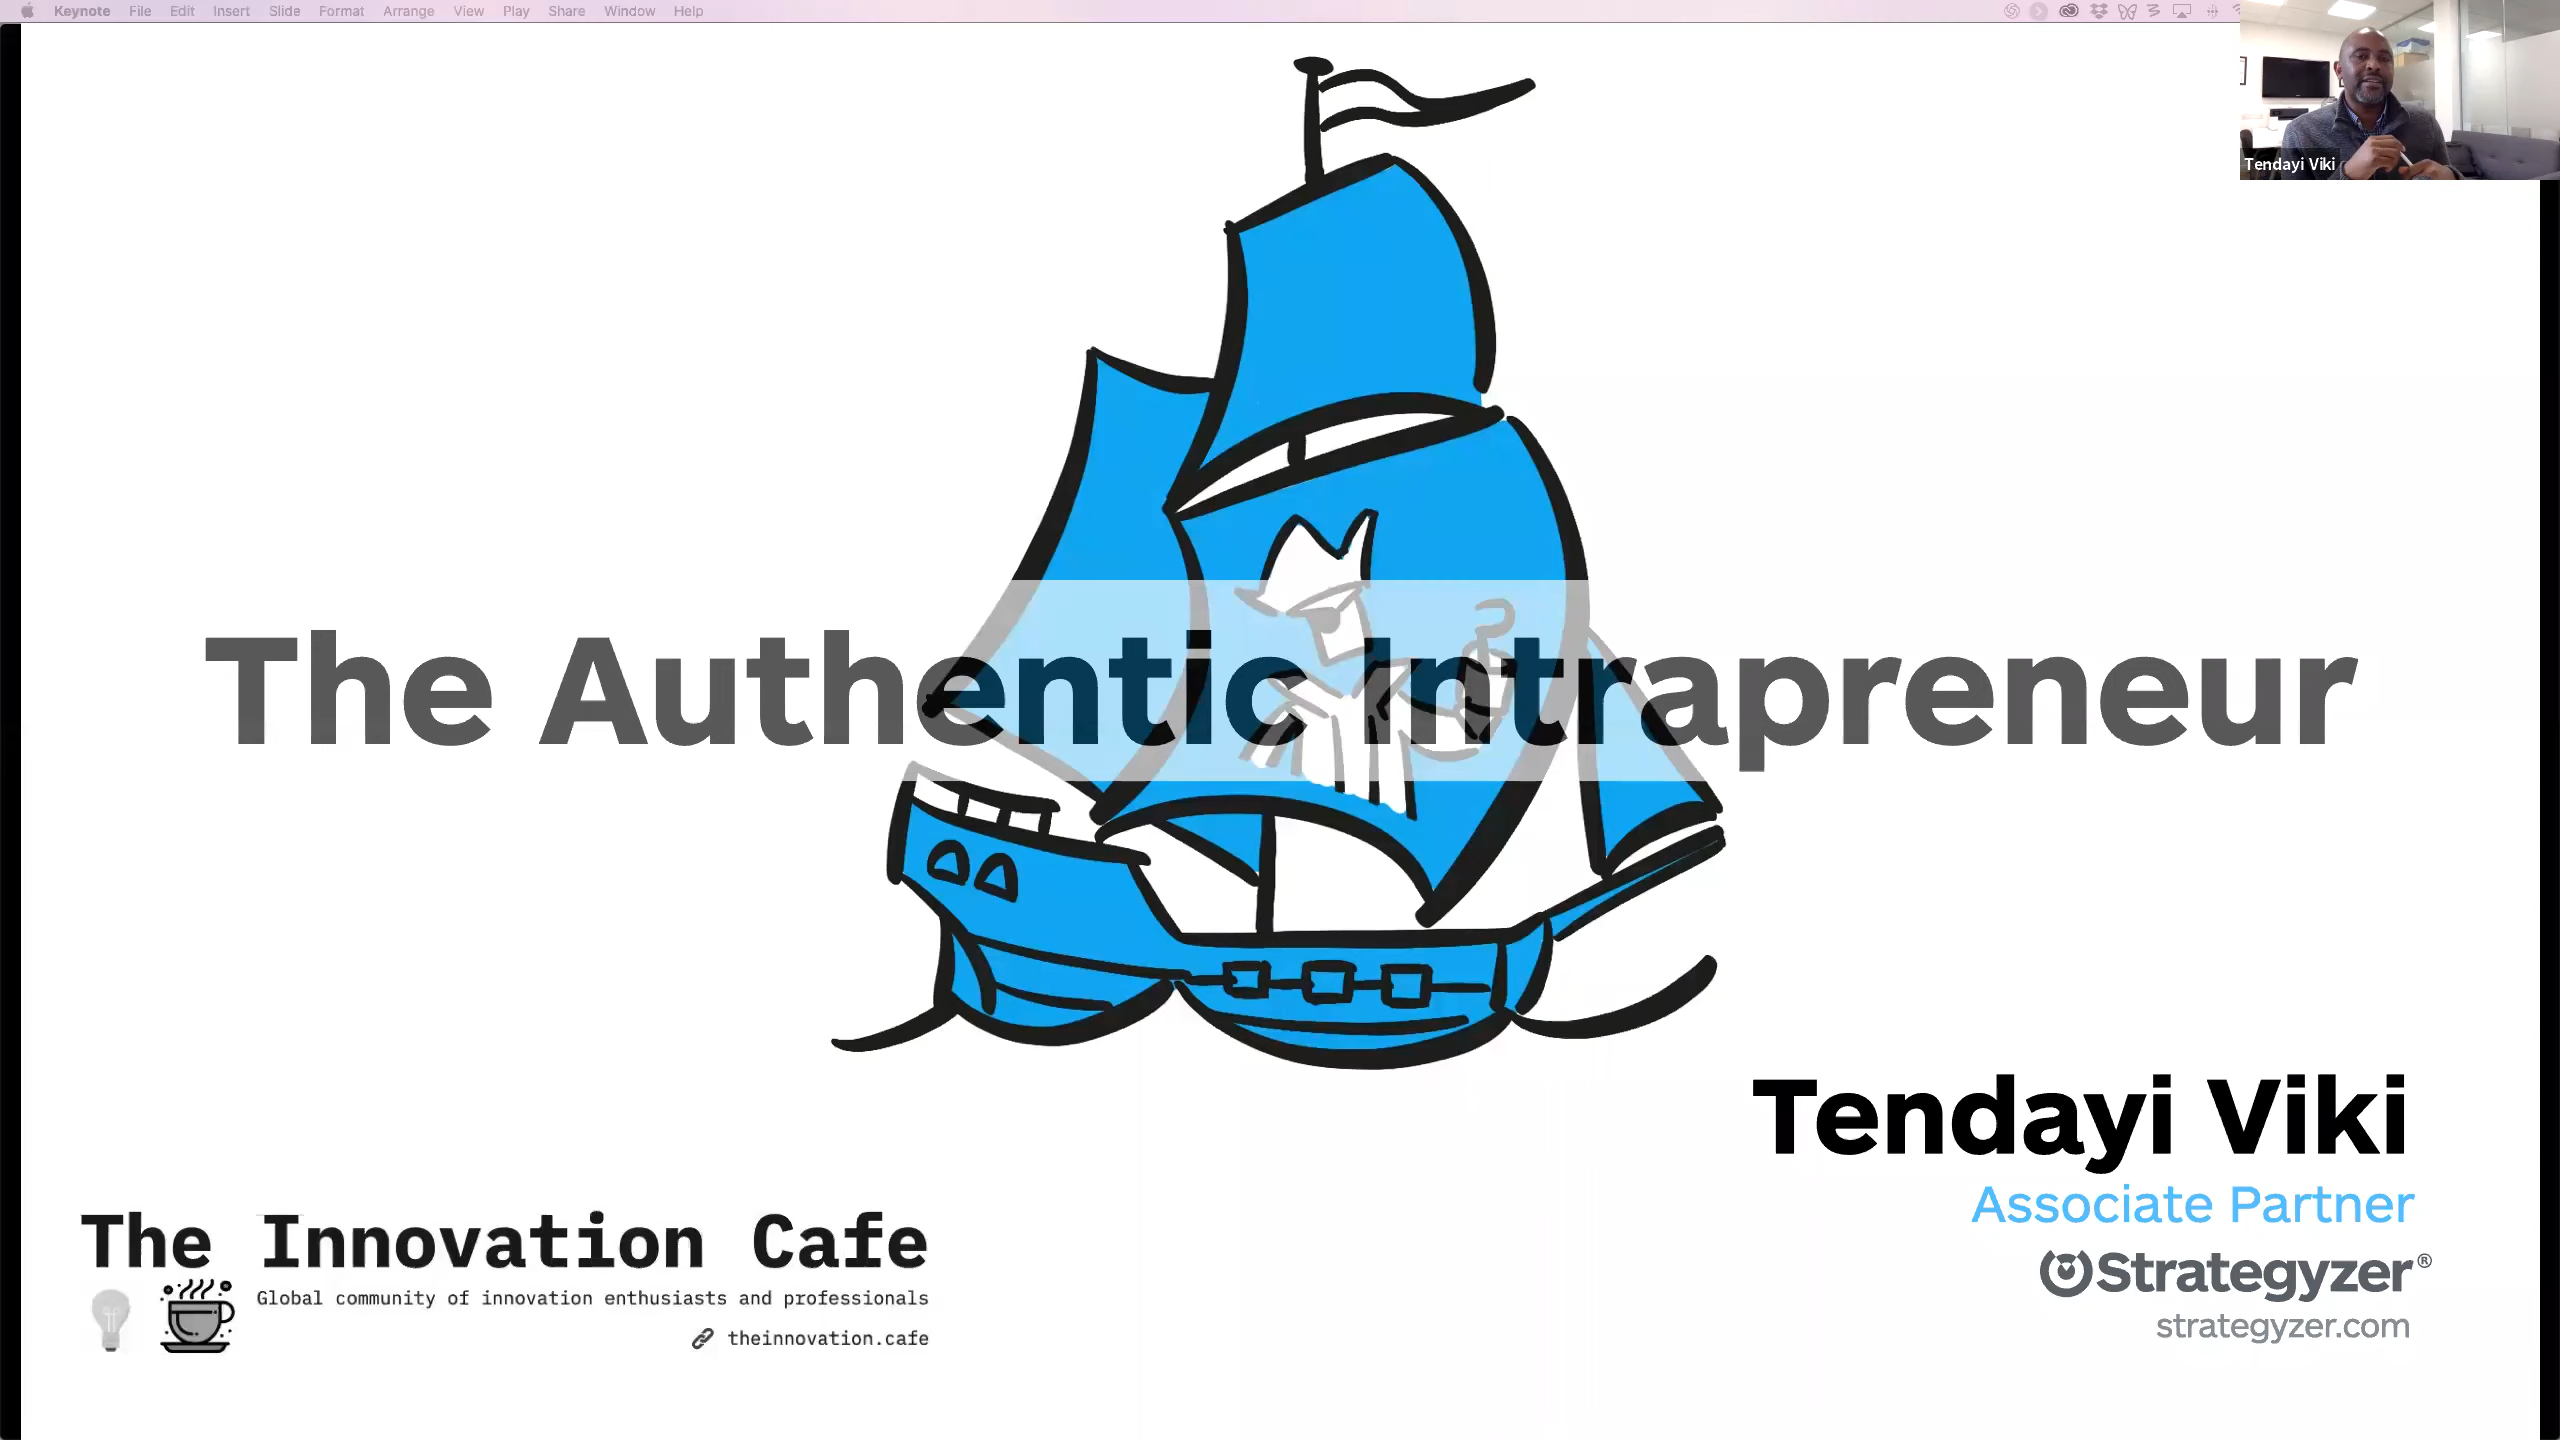 Keynote File Edit Insert Slide Format Arrange View Play Share Window Help
Tendayi Viki
The Authentic Intrapreneur
Tendayi Viki
Associate Partner
Strategyzer®
strategyzer.com
The Innovation Cafe
Global community of innovation enthusiasts and professionals
theinnovation.cafe